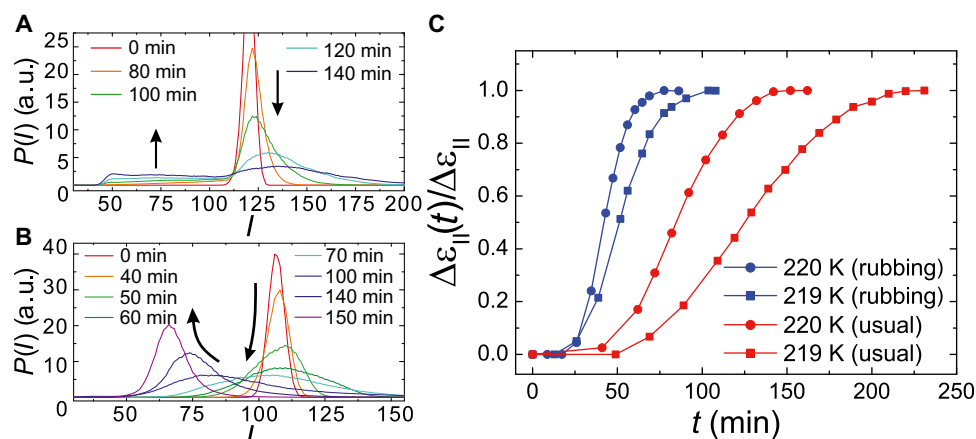 A
25
20
15
10
5
0
P(I) (a.u.)
0 min
80 min
100 min
120 min
140 min
50
75
100
125
150
175
200
I
B
40
30
20
10
0
P(I) (a.u.)
0 min
40 min
50 min
60 min
70 min
100 min
140 min
150 min
50
100
150
I
C
1.0
0.8
0.6
0.4
0.2
0.0
Δε||(t)/Δε||
220 K (rubbing)
219 K (rubbing)
220 K (usual)
219 K (usual)
0
50
100
150
200
250
t (min)